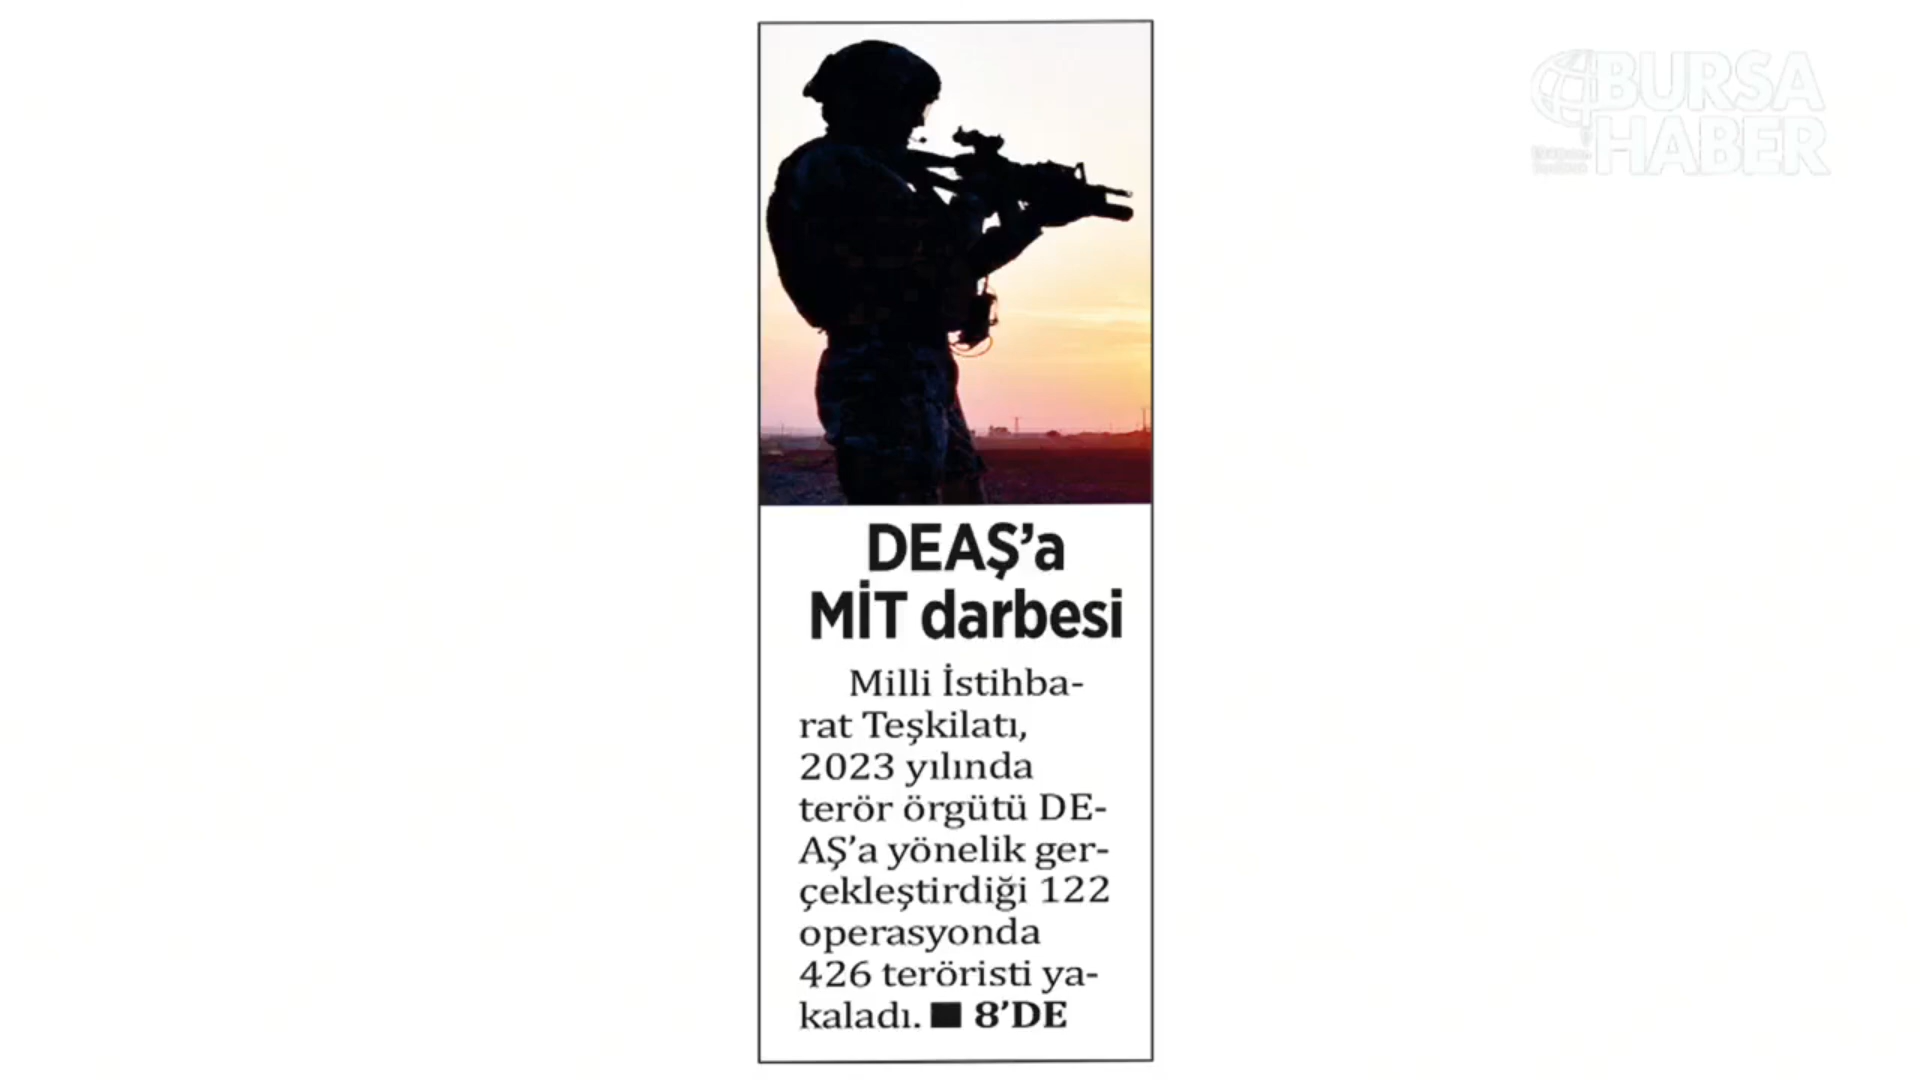 BURSA
HABER
DEAŞ'a
MİT darbesi
Milli İstihba-
rat Teşkilatı,
2023 yılında
terör örgütü DE-
AŞ'a yönelik ger-
çekleştirdiği 122
operasyonda
426 teröristi ya-
kaladı. ■ 8'DE